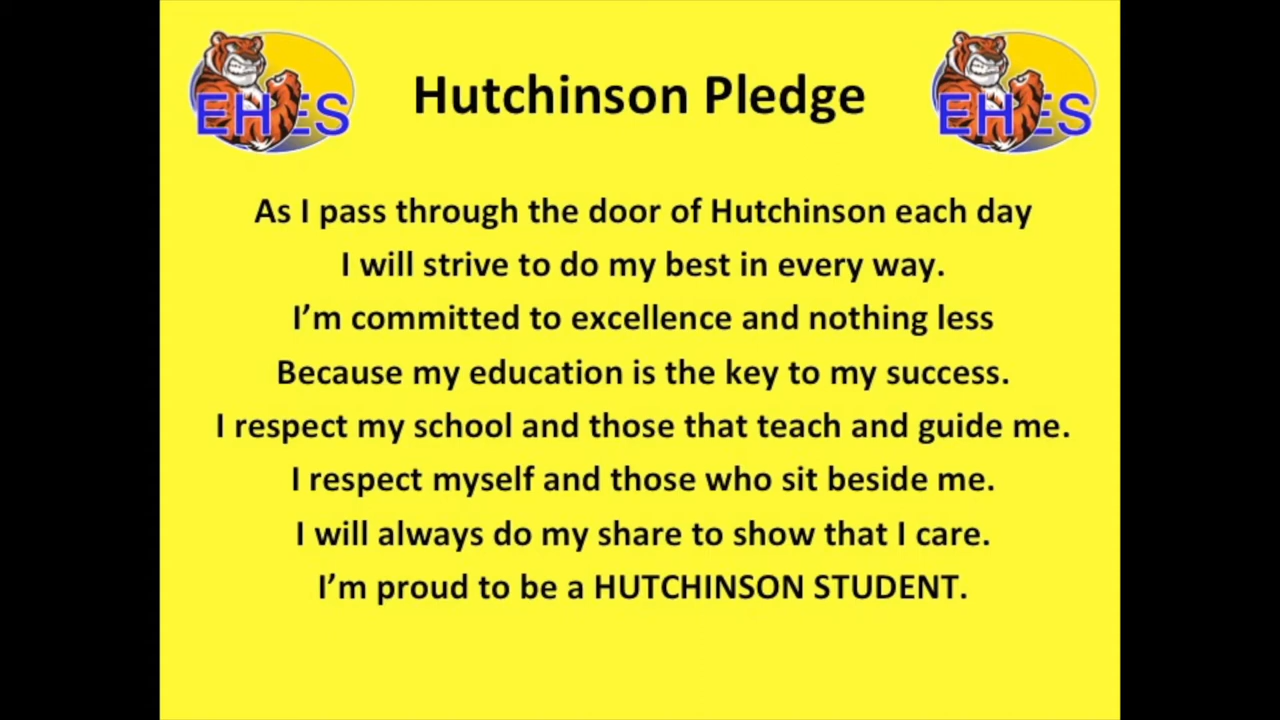 EHES
Hutchinson Pledge
EHES
As I pass through the door of Hutchinson each day
I will strive to do my best in every way.
I’m committed to excellence and nothing less
Because my education is the key to my success.
I respect my school and those that teach and guide me.
I respect myself and those who sit beside me.
I will always do my share to show that I care.
I’m proud to be a HUTCHINSON STUDENT.